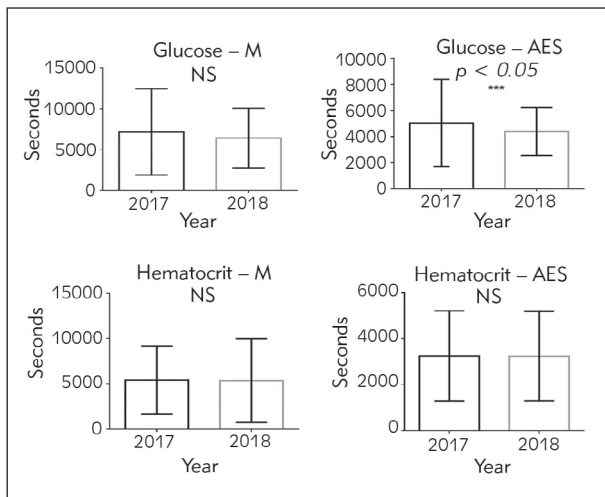 Glucose – M
NS
15000
10000
5000
0
Seconds
2017 2018
Year
Glucose – AES
p < 0.05
***
10000
8000
6000
4000
2000
0
Seconds
2017 2018
Year
Hematocrit – M
NS
15000
10000
5000
0
Seconds
2017 2018
Year
Hematocrit – AES
NS
6000
4000
2000
0
Seconds
2017 2018
Year